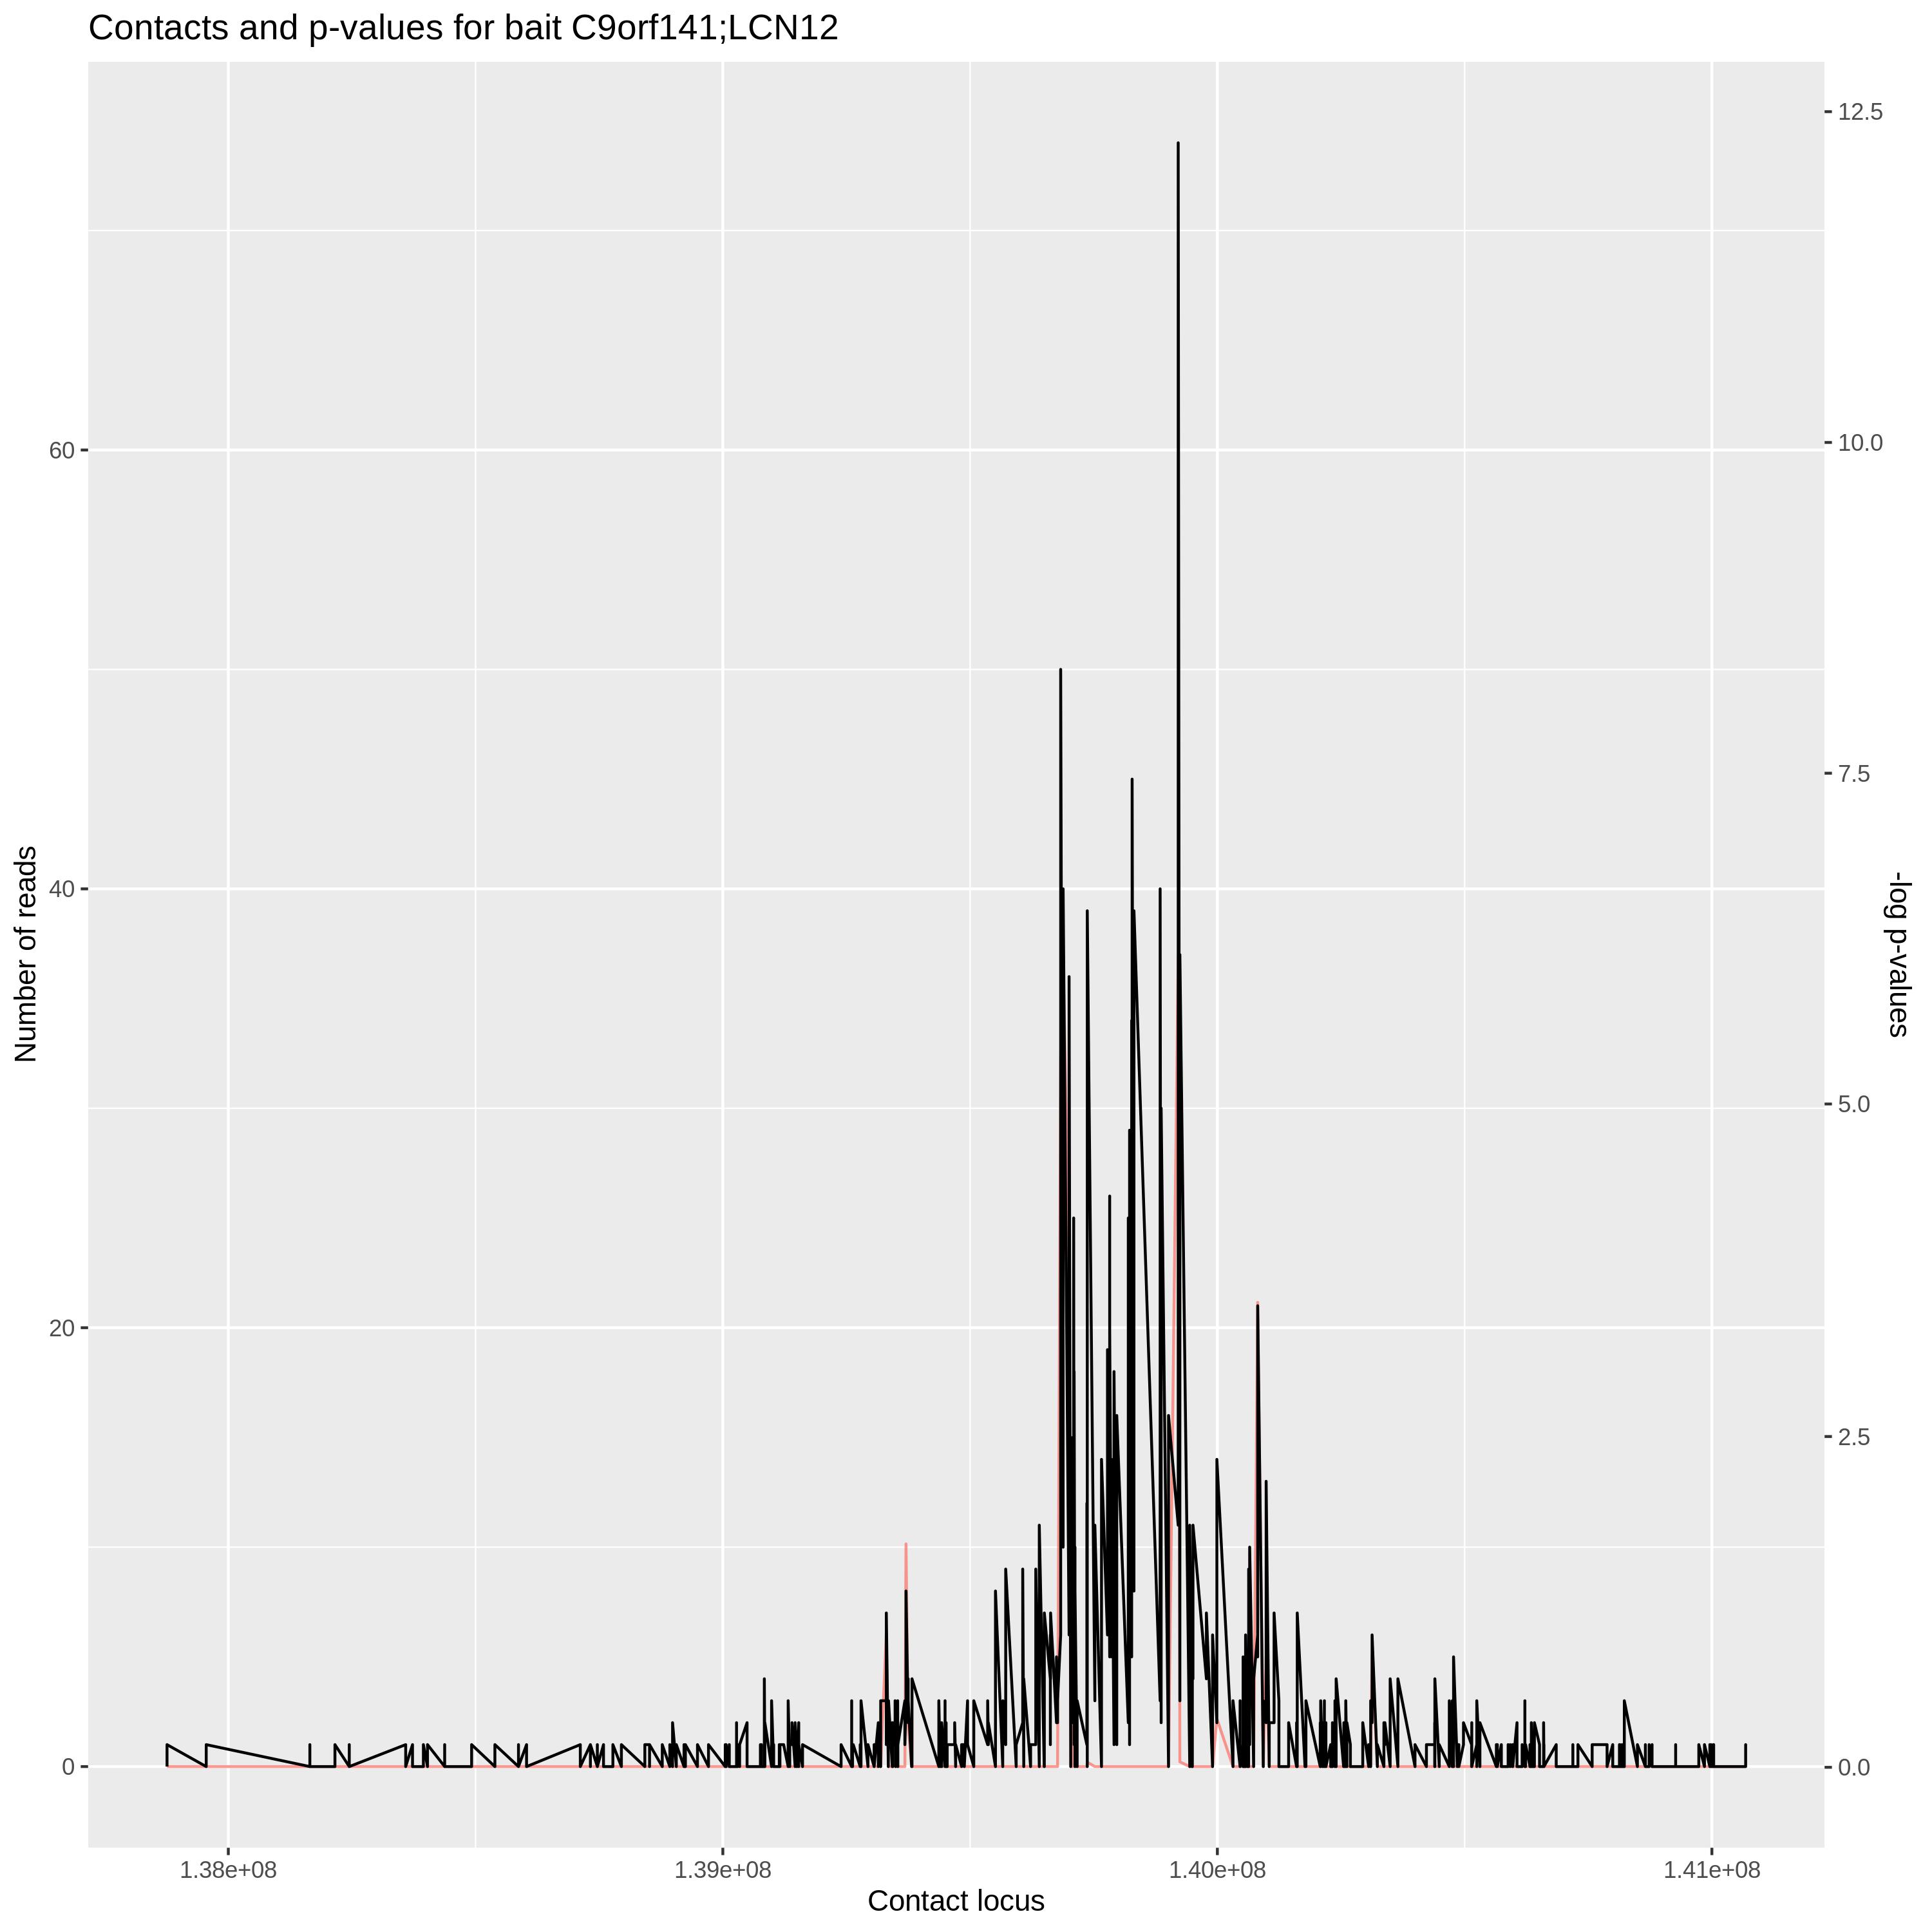 Contacts and p-values for bait C9orf141;LCN12
12.5
10.0
7.5
5.0
2.5
0.0
60
40
20
0
Number of reads
-log p-values
1.38e+08 1.39e+08 1.40e+08 1.41e+08
Contact locus